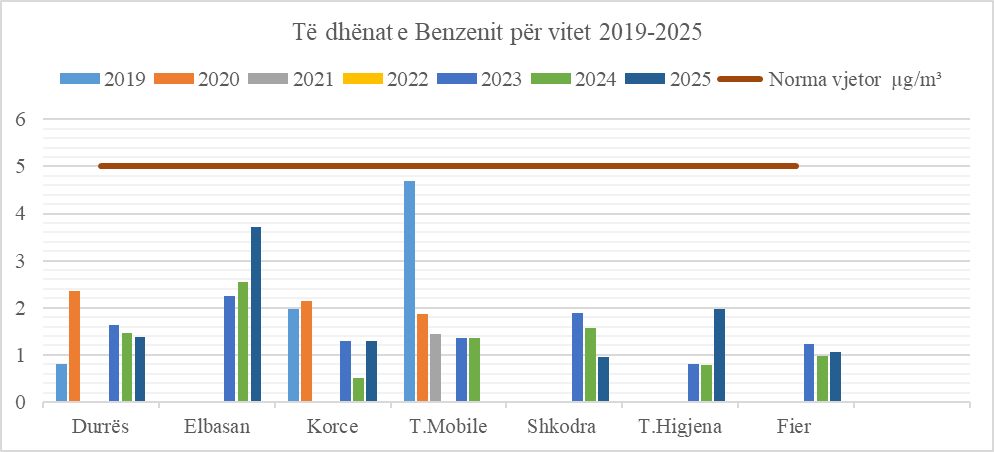 Të dhënat e Benzenit për vitet 2019-2025
2019 2020 2021 2022 2023 2024 2025 Norma vjetor µg/m³
6
5
4
3
2
1
0
Durrës Elbasan Korce T.Mobile Shkodra T.Higjena Fier